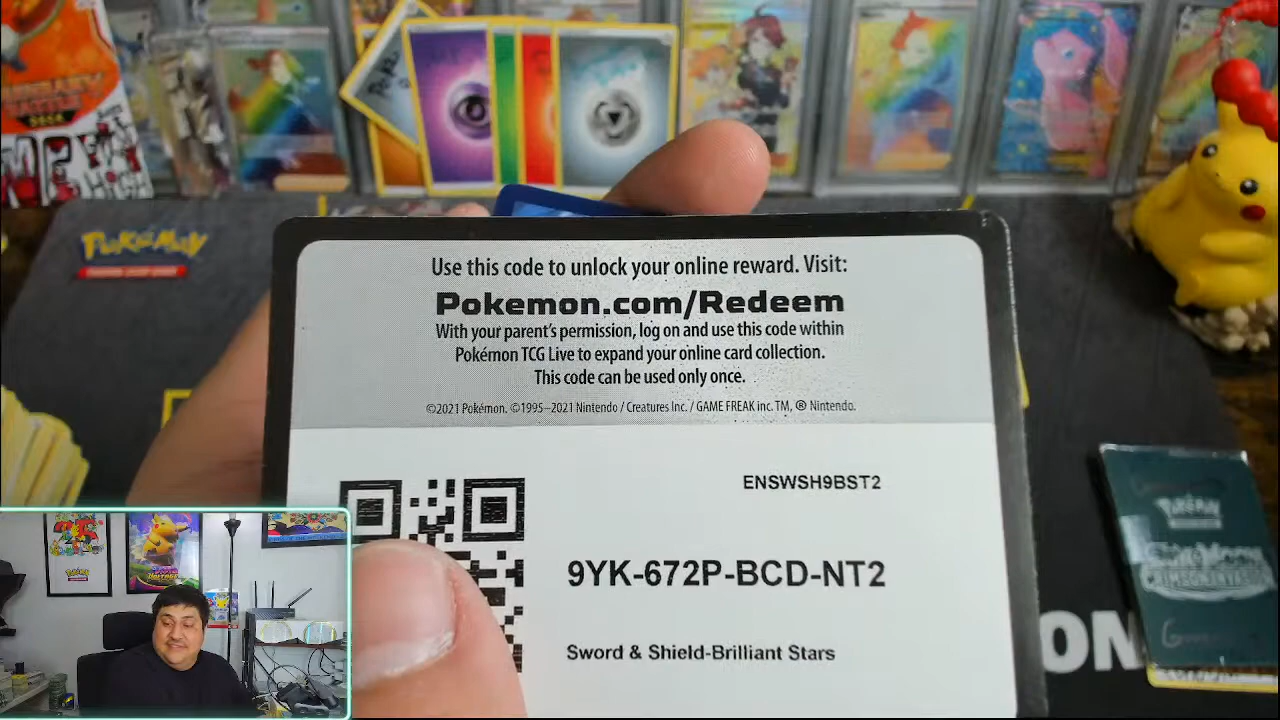 Use this code to unlock your online reward. Visit:
Pokemon.com/Redeem
With your parent's permission, log on and use this code within
Pokémon TCG Live to expand your online card collection.
This code can be used only once.
©2021 Pokémon. ©1995–2021 Nintendo / Creatures Inc. / GAME FREAK inc. TM, ® Nintendo.
ENSWSH9BST2
9YK-672P-BCD-NT2
Sword & Shield-Brilliant Stars
POKéMON
ON